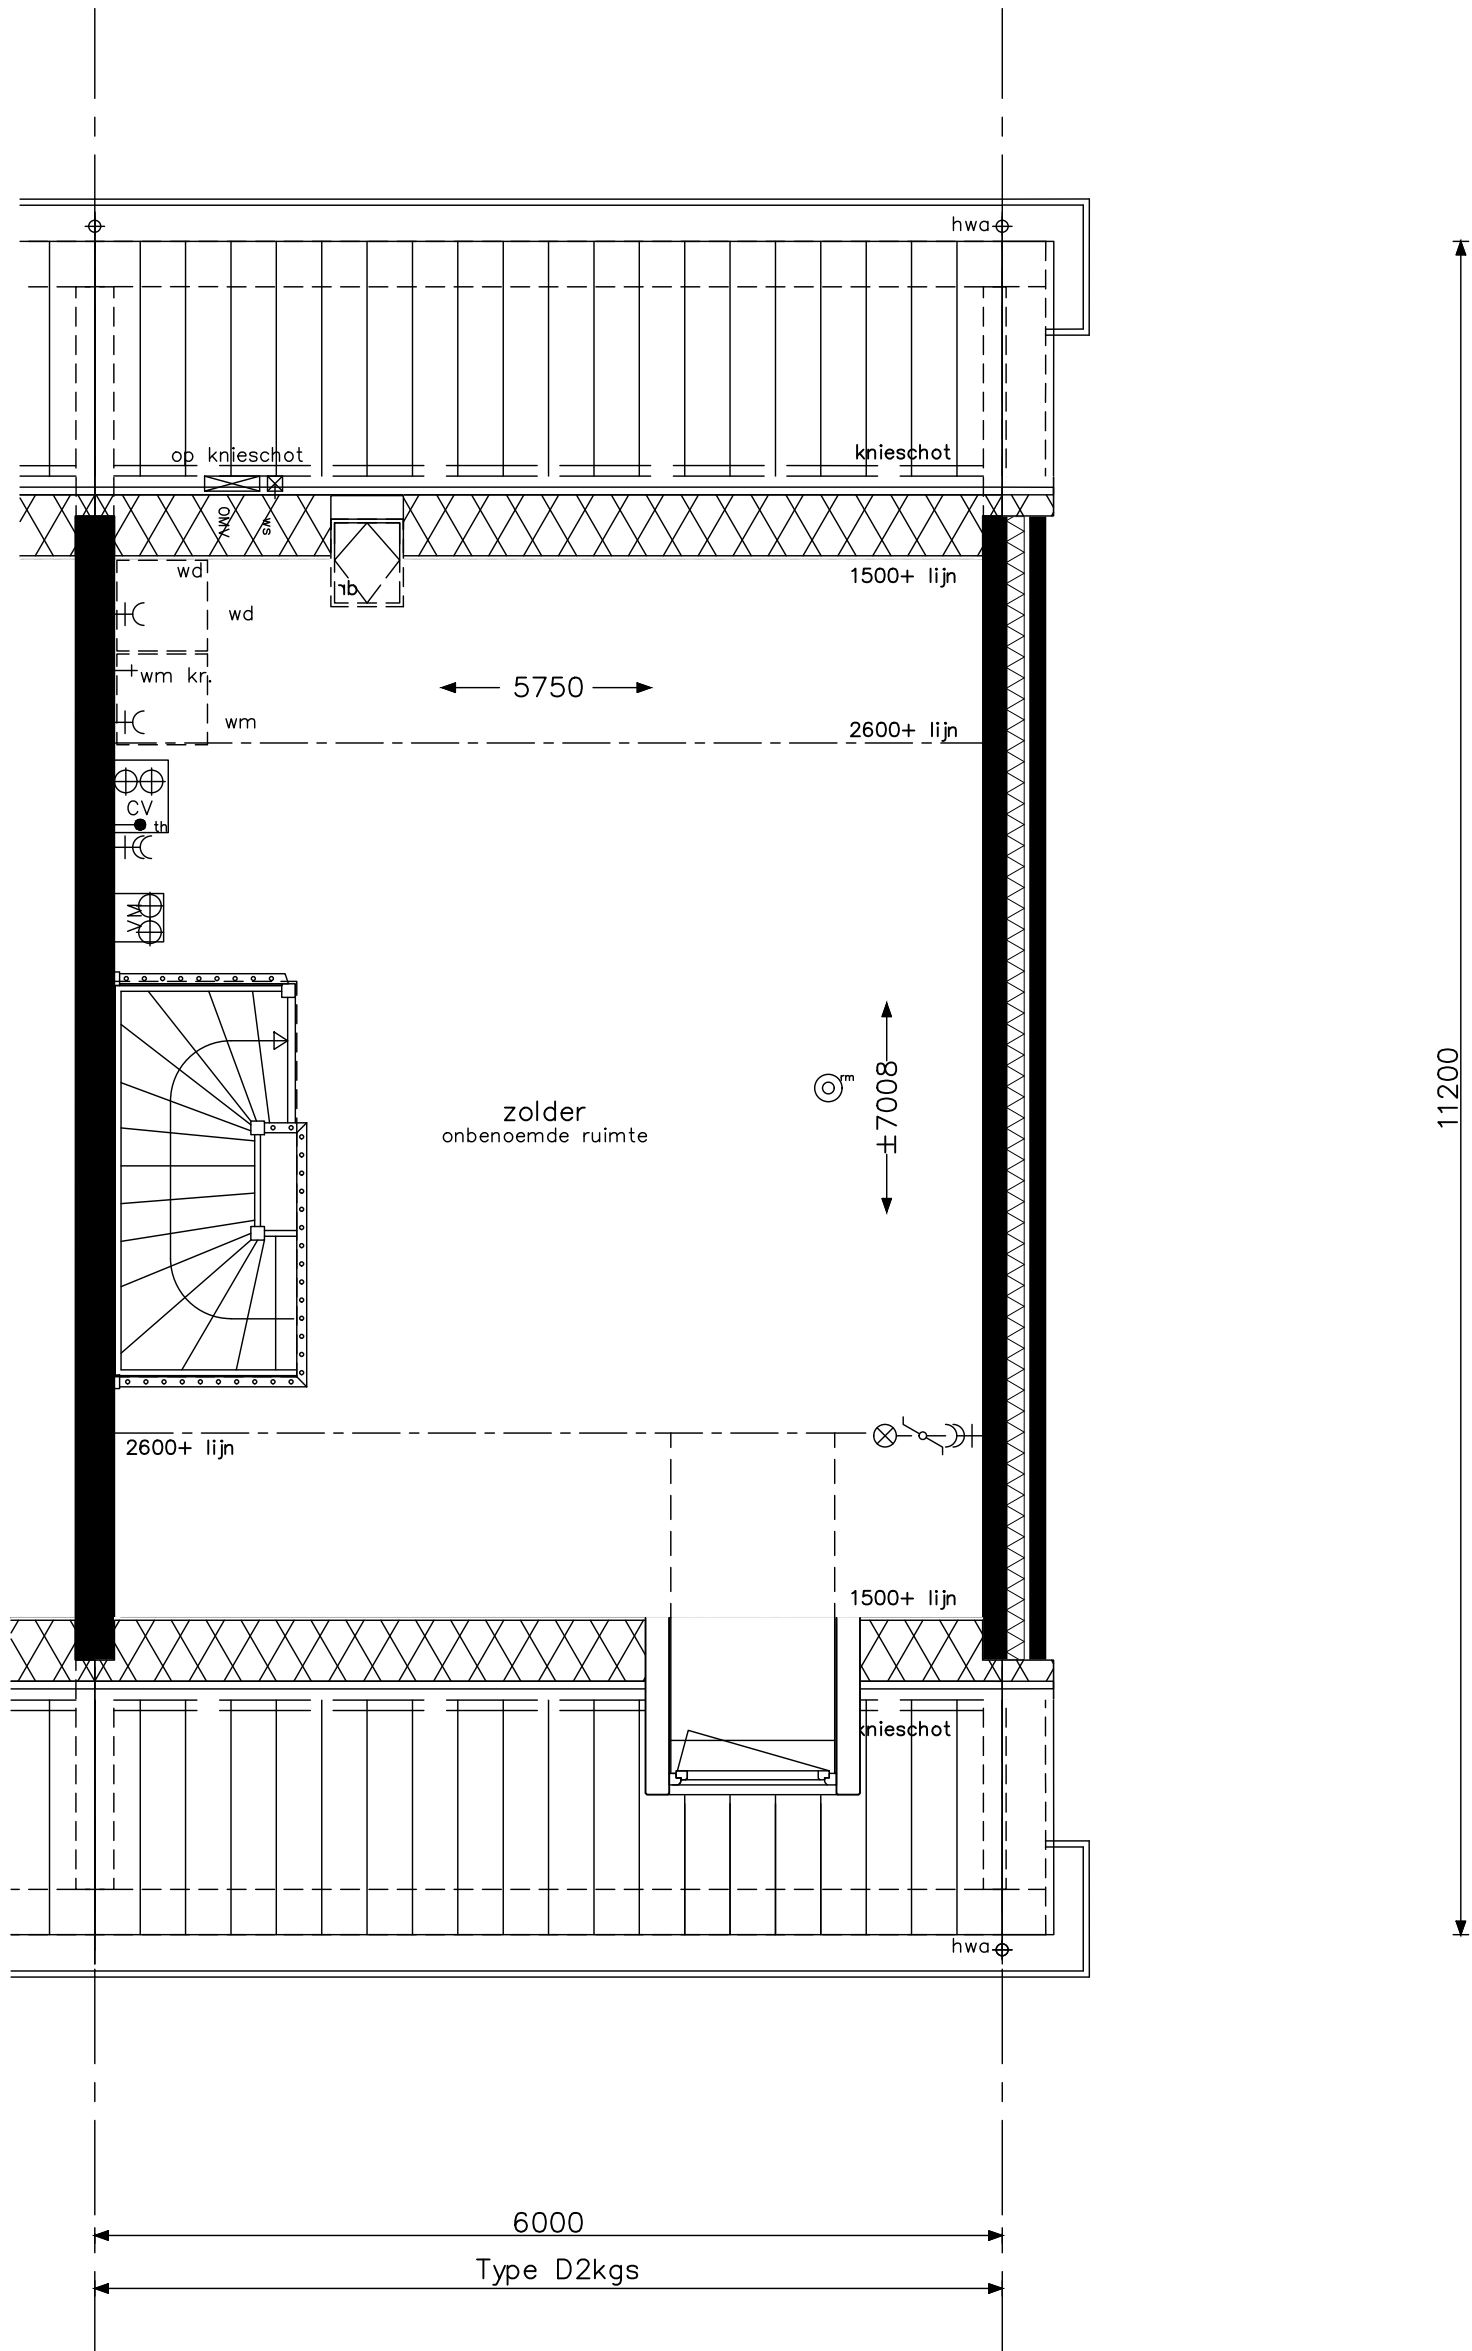 hwa
op knieschot
knieschot
OMV
ws
wd
rb
1500+ lijn
wd
wm kr.
5750
wm
2600+ lijn
CV
th
WM
rm
±7008
zolder
onbenoemde ruimte
11200
2600+ lijn
1500+ lijn
knieschot
hwa
6000
Type D2kgs